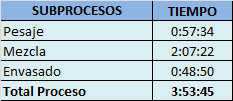 SUBPROCESOS TIEMPO
Pesaje 0:57:34
Mezcla 2:07:22
Envasado 0:48:50
Total Proceso 3:53:45